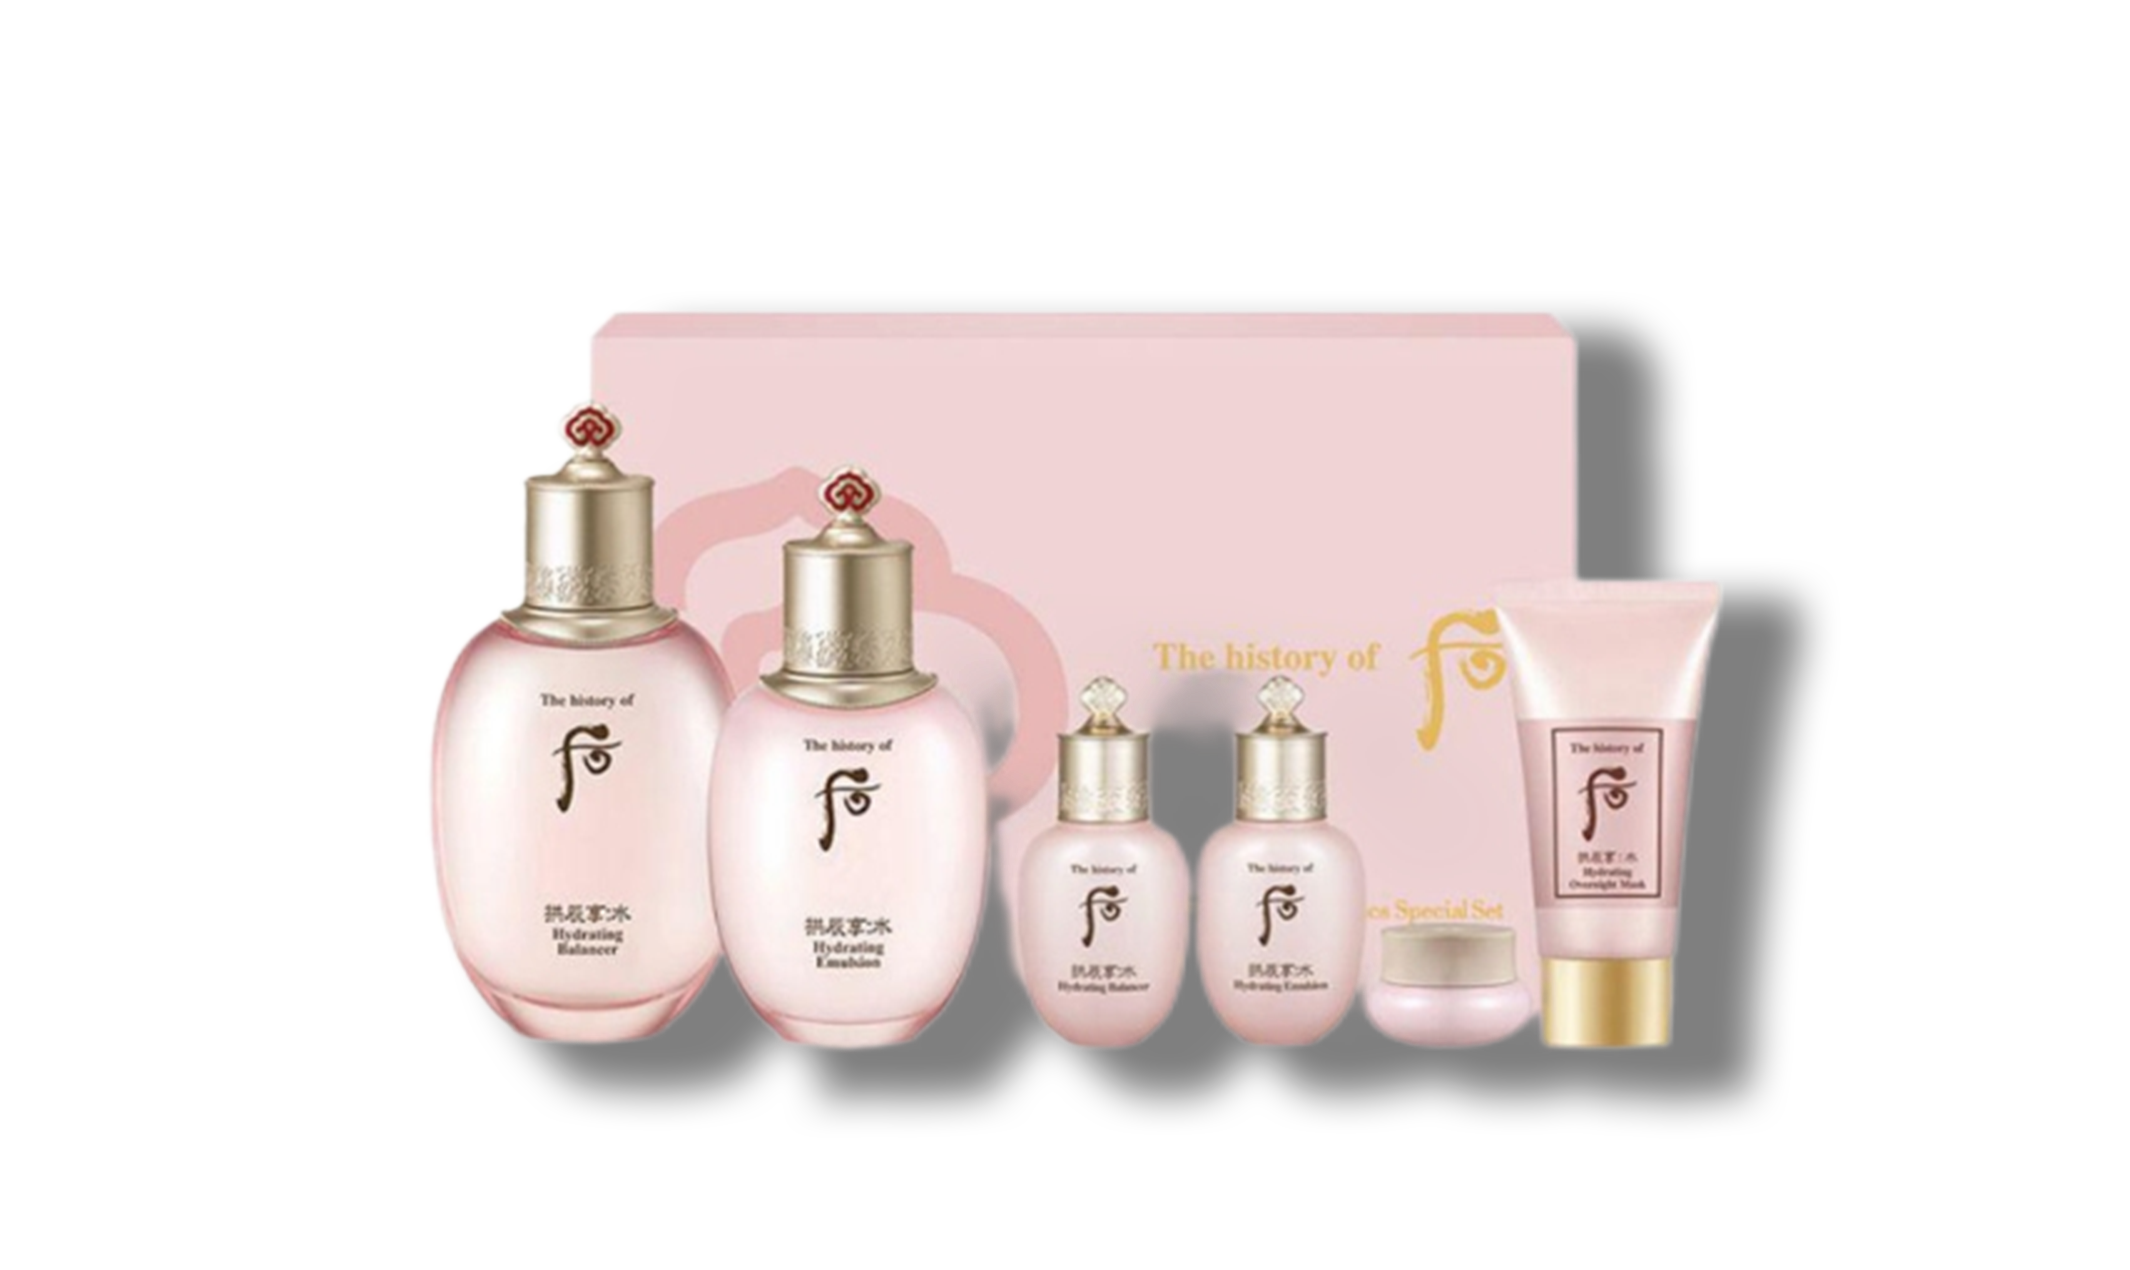 The history of 后
cs Special Set
The history of
后
拱辰享:水
Hydrating
Balancer
The history of
后
拱辰享:水
Hydrating
Emulsion
The history of
后
拱辰享:水
Hydrating Balancer
The history of
后
拱辰享:水
Hydrating Emulsion
The history of
后
拱辰享:水
Hydrating
Overnight Mask